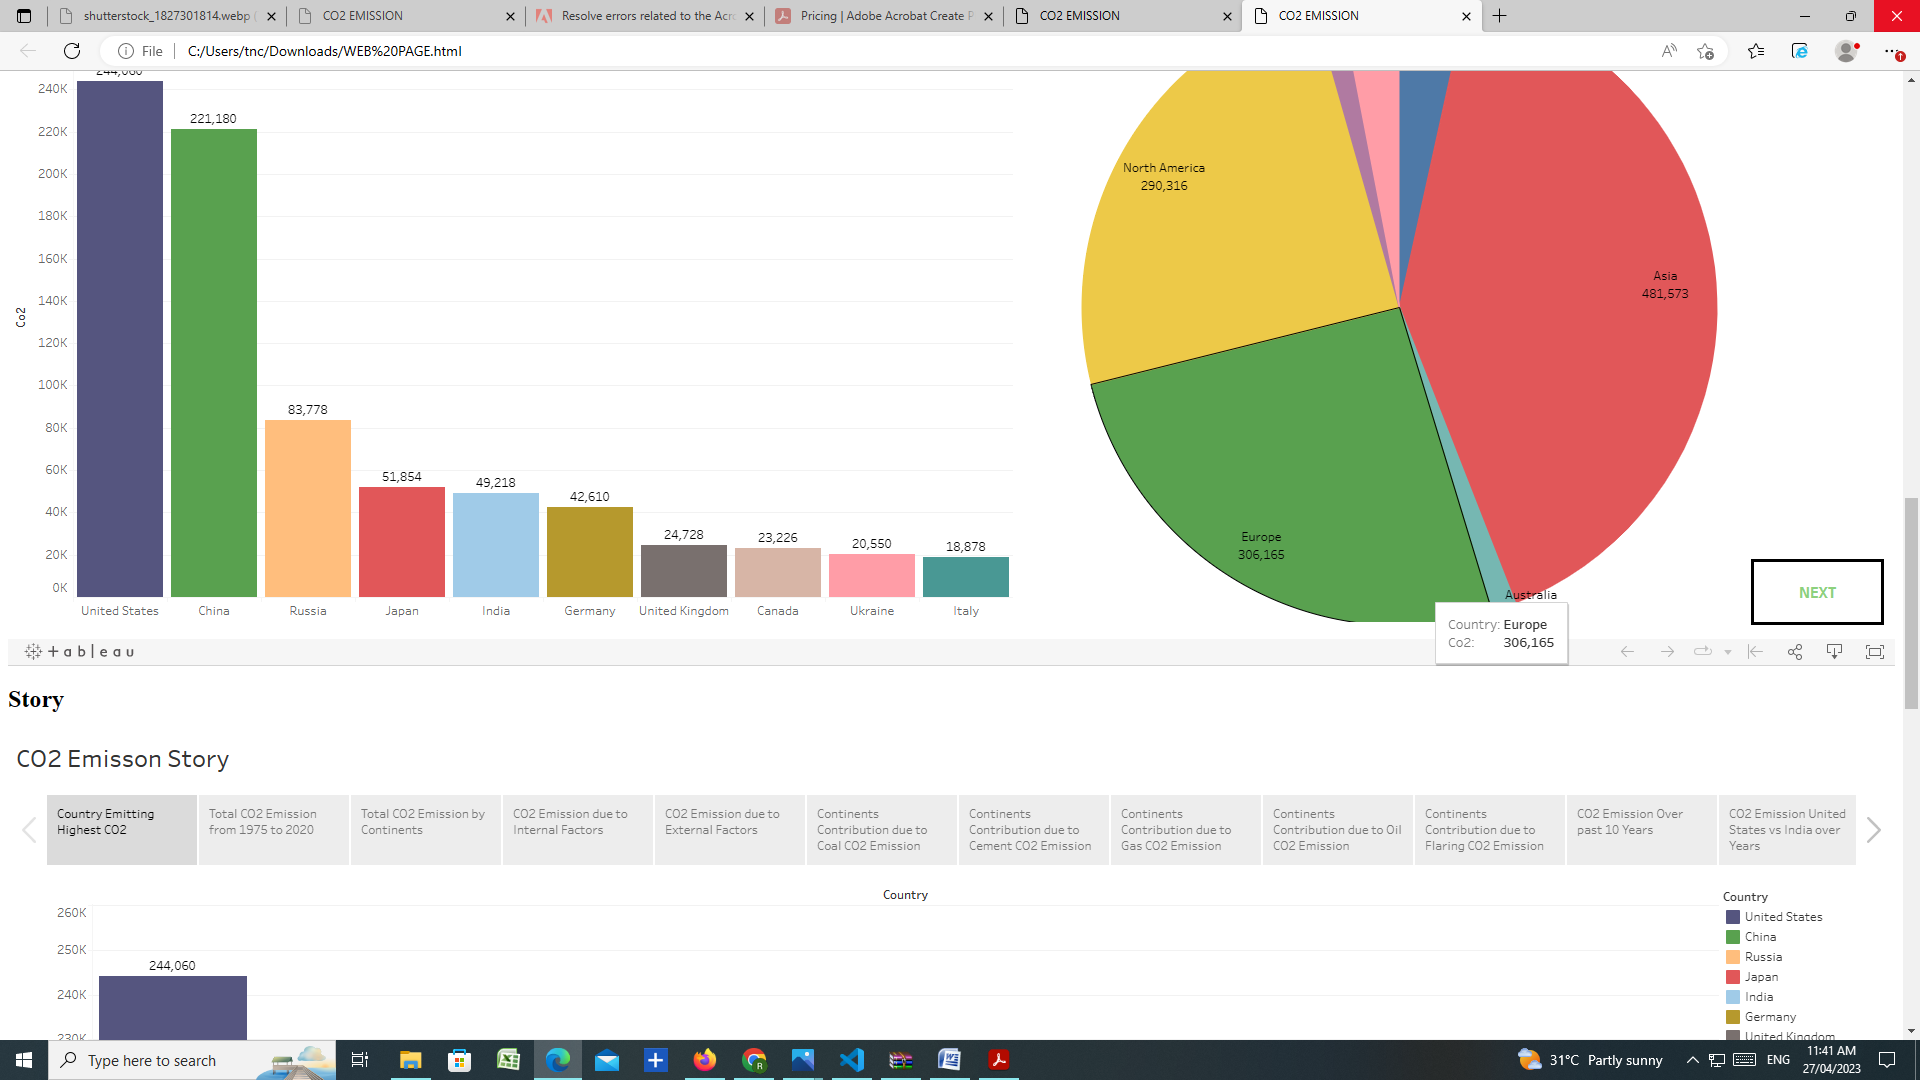 shutterstock_1827301814.webp (
CO2 EMISSION
Resolve errors related to the Acro
Pricing | Adobe Acrobat Create P
CO2 EMISSION
CO2 EMISSION
File
C:/Users/tnc/Downloads/WEB%20PAGE.html
244,060
240K
220K
200K
180K
160K
140K
120K
100K
80K
60K
40K
20K
0K
Co2
221,180
83,778
51,854
49,218
42,610
24,728
23,226
20,550
18,878
United States
China
Russia
Japan
India
Germany
United Kingdom
Canada
Ukraine
Italy
North America
290,316
Asia
481,573
Europe
306,165
Australia
Country: Europe
Co2: 306,165
NEXT
+ a b | e a u
Story
CO2 Emisson Story
Country Emitting
Highest CO2
Total CO2 Emission
from 1975 to 2020
Total CO2 Emission by
Continents
CO2 Emission due to
Internal Factors
CO2 Emission due to
External Factors
Continents
Contribution due to
Coal CO2 Emission
Continents
Contribution due to
Cement CO2 Emission
Continents
Contribution due to
Gas CO2 Emission
Continents
Contribution due to Oil
CO2 Emission
Continents
Contribution due to
Flaring CO2 Emission
CO2 Emission Over
past 10 Years
CO2 Emission United
States vs India over
Years
Country
260K
250K
240K
230K
244,060
Country
United States
China
Russia
Japan
India
Germany
United Kingdom
Type here to search
31°C Partly sunny
ENG
11:41 AM
27/04/2023